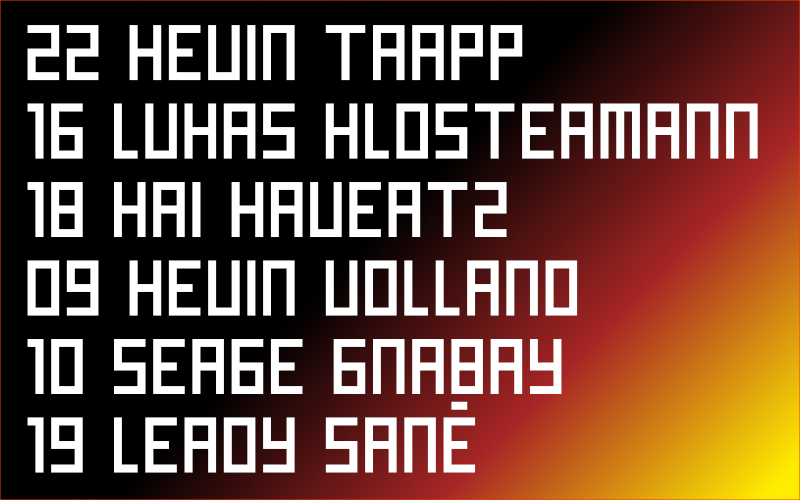 22 KEVIN TRAPP
16 LUKAS KLOSTERMANN
18 KAI HAVERTZ
09 KEVIN VOLLAND
10 SERGE GNABRY
19 LEROY SANÉ